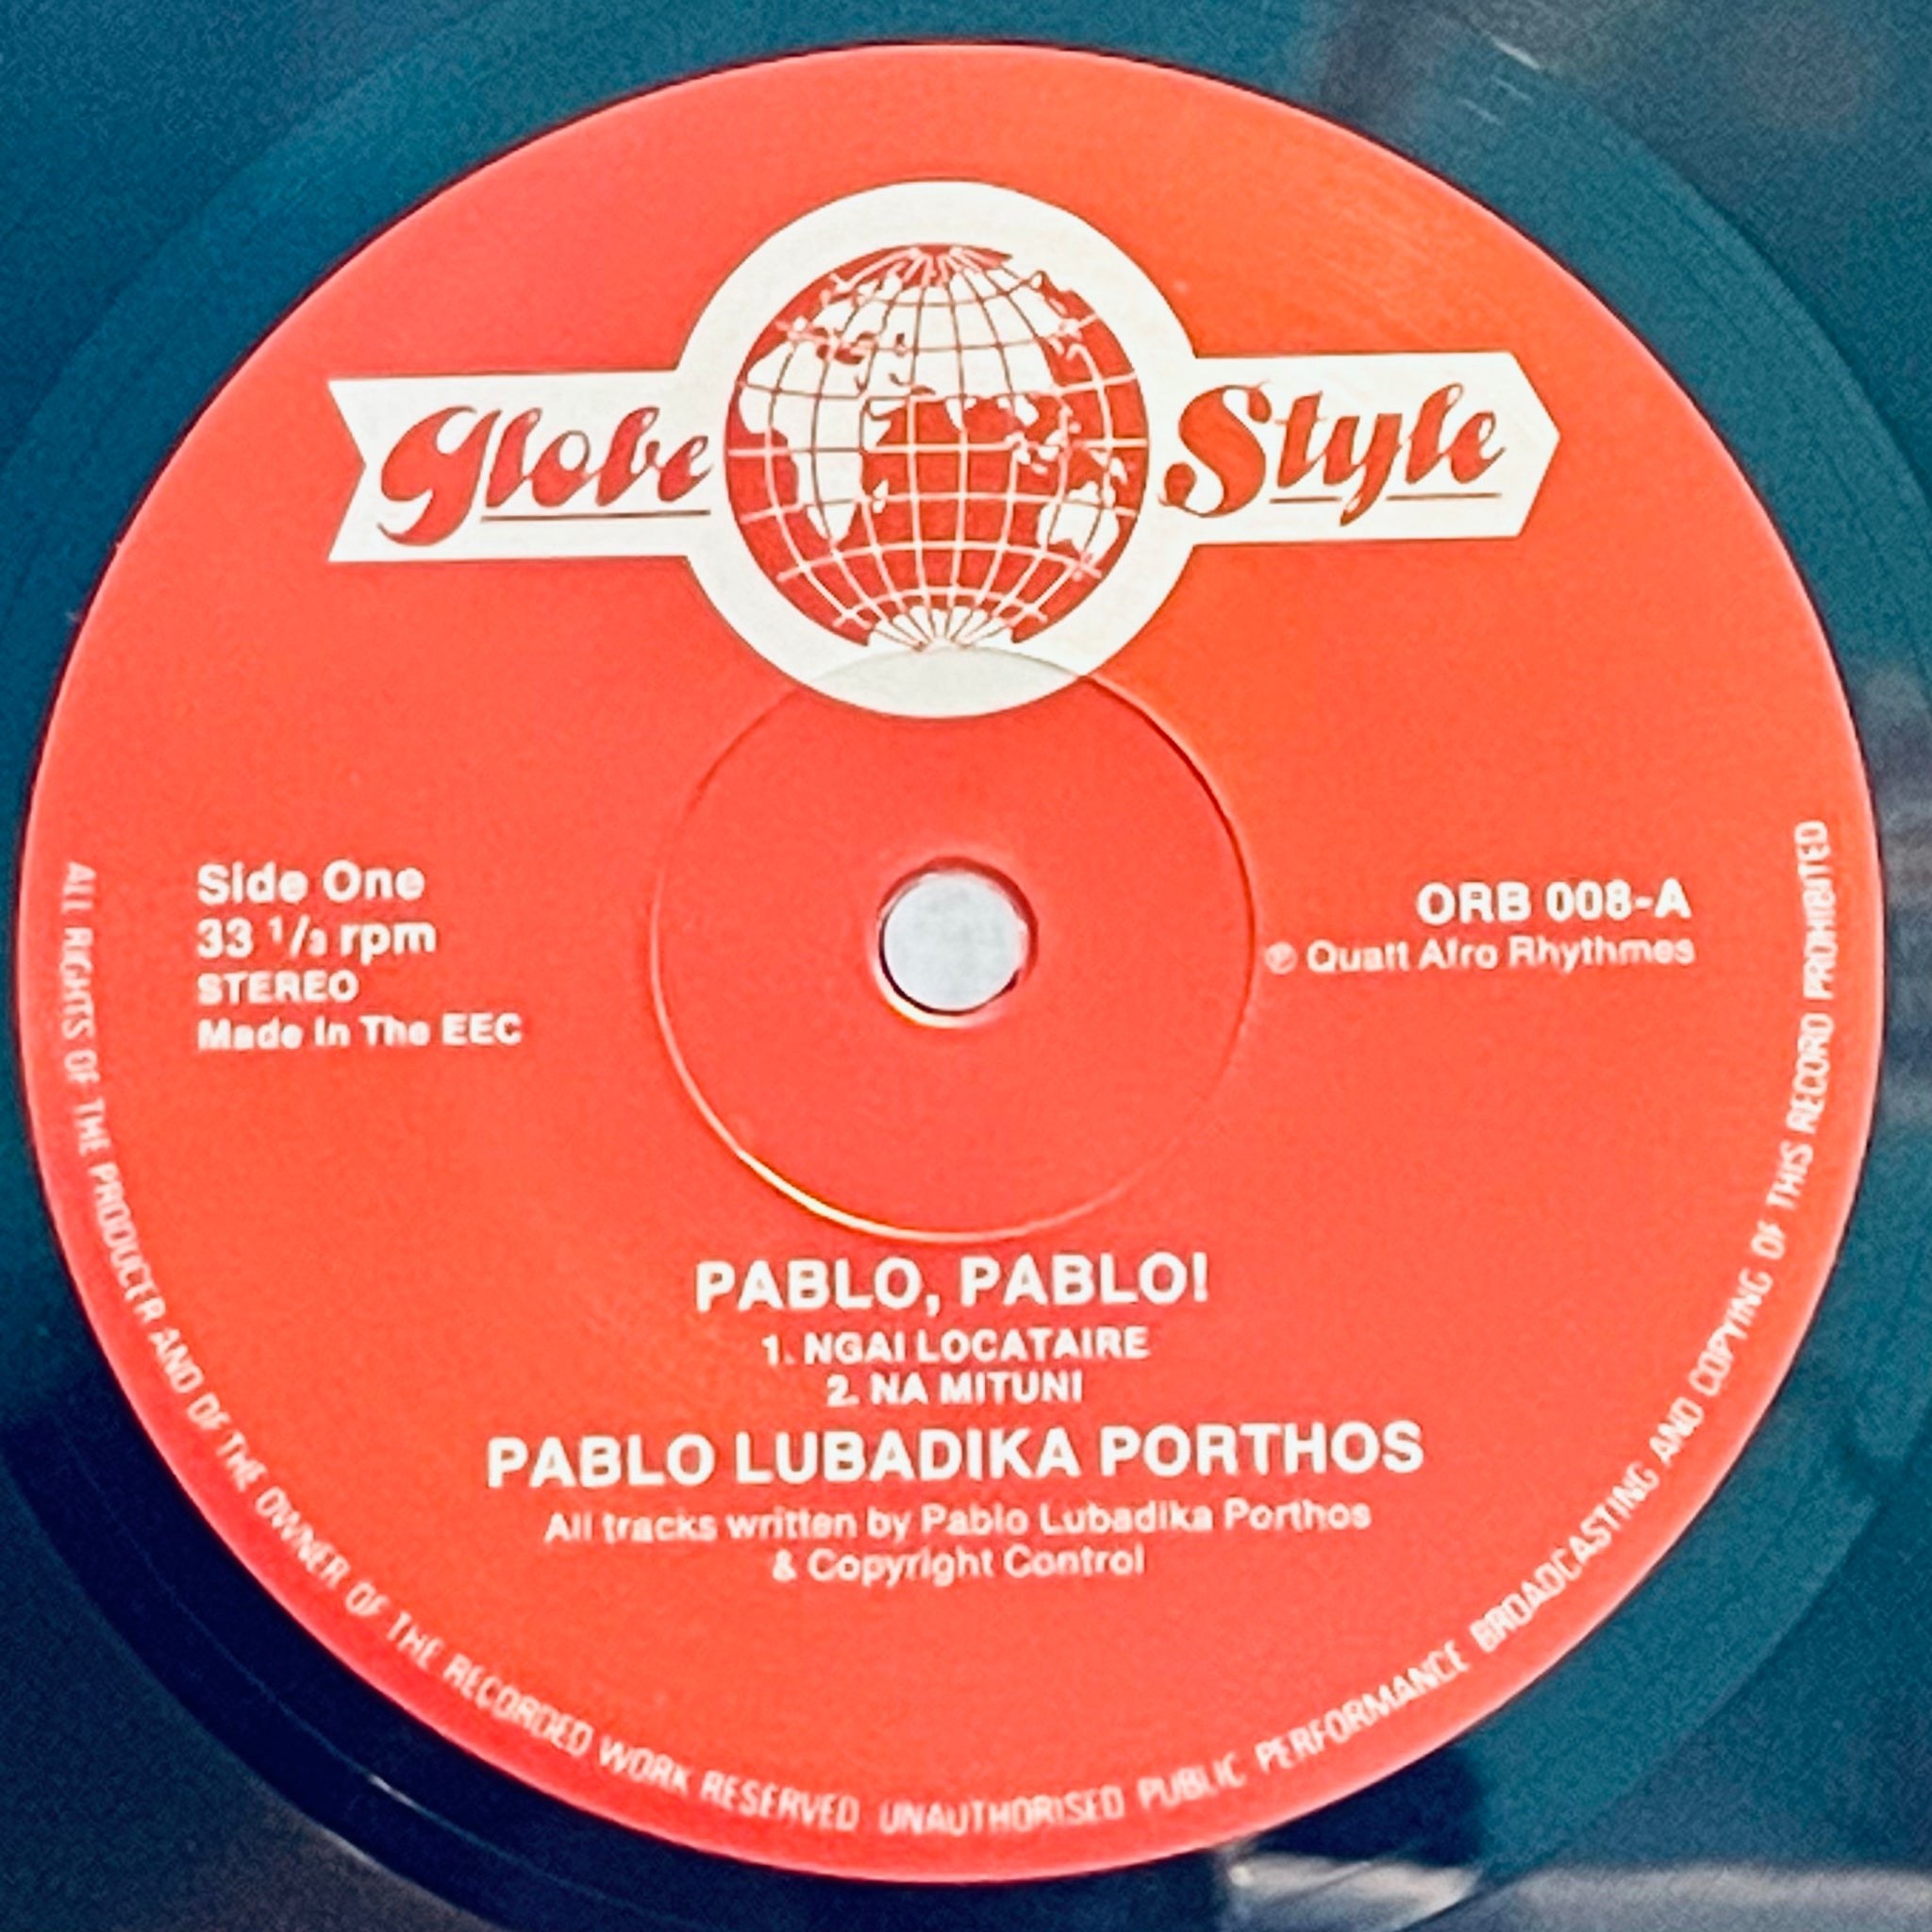 Globe Style
Side One
33 1/3 rpm
STEREO
Made In The EEC
ORB 008-A
℗ Quatt Afro Rhythmes
PABLO, PABLO!
1. NGAI LOCATAIRE
2. NA MITUNI
PABLO LUBADIKA PORTHOS
All tracks written by Pablo Lubadika Porthos
& Copyright Control
ALL RIGHTS OF THE PRODUCER AND OF THE OWNER OF THE RECORDED WORK RESERVED UNAUTHORISED PUBLIC PERFORMANCE BROADCASTING AND COPYING OF THIS RECORD PROHIBITED